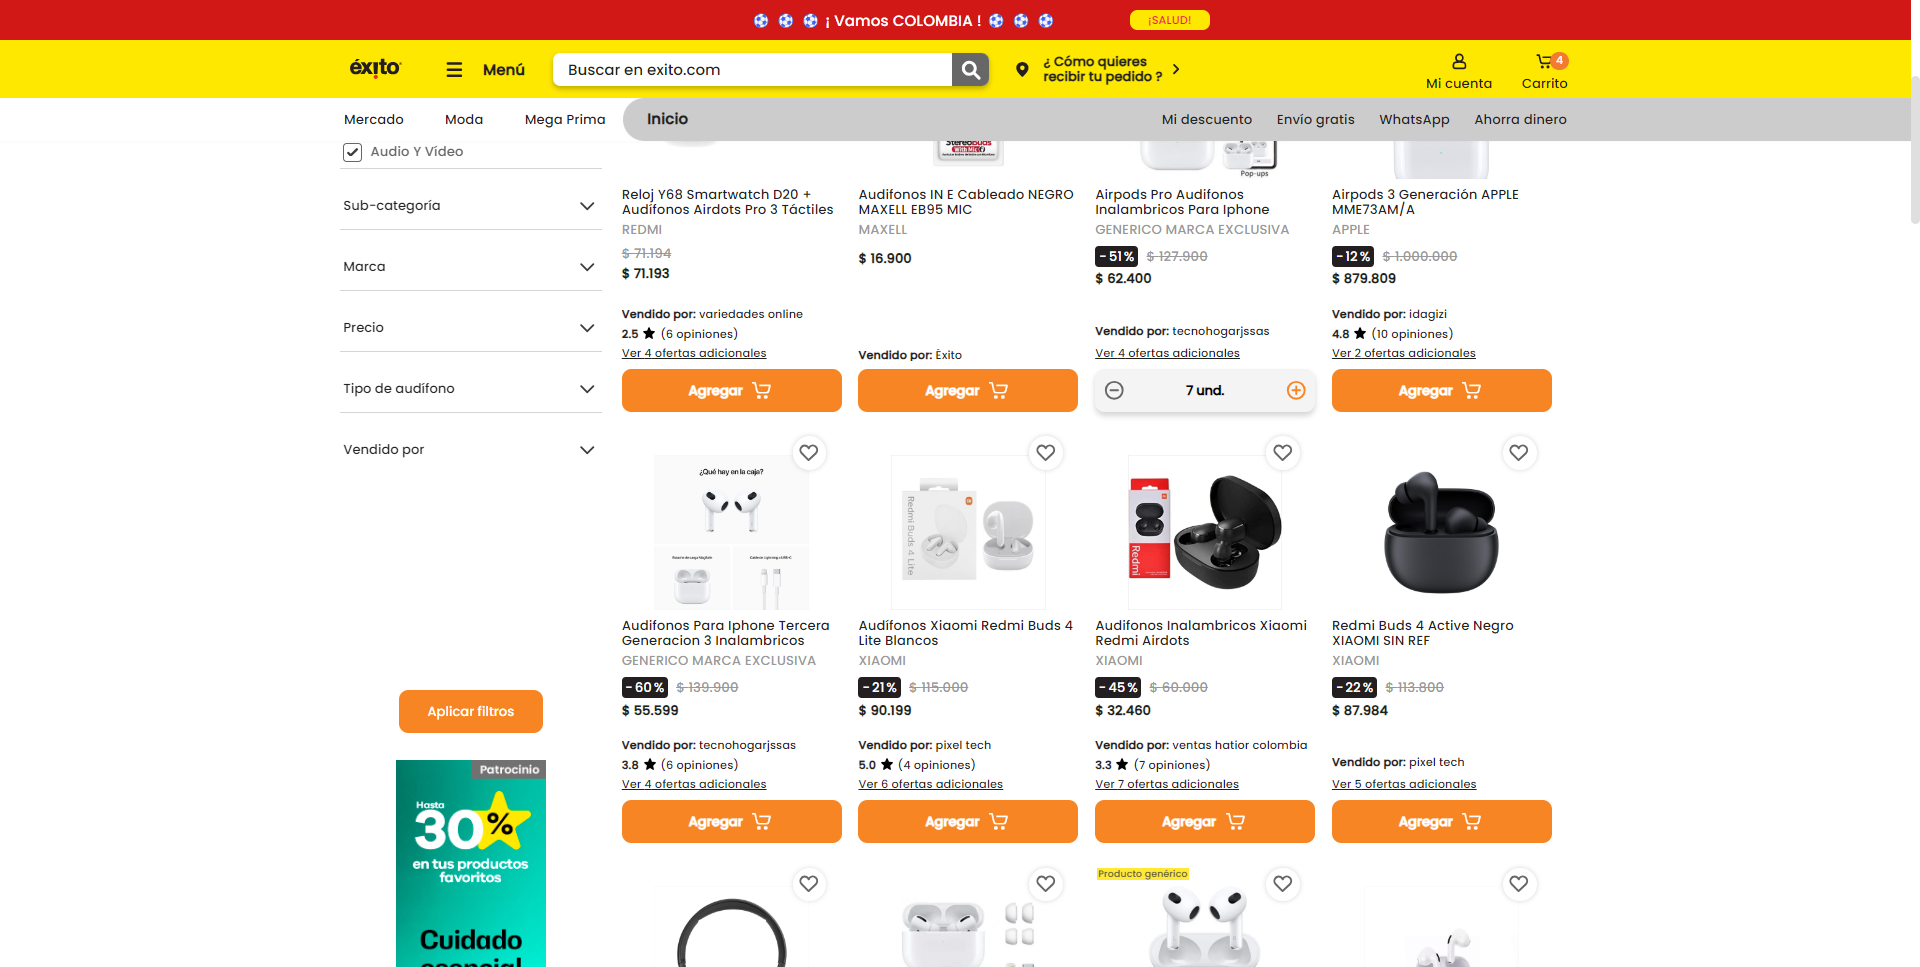 ¡ Vamos COLOMBIA !
¡SALUD!
éxito
Menú
Buscar en exito.com
¿ Cómo quieres
recibir tu pedido ?
Mi cuenta
4
Carrito
Mercado
Moda
Mega Prima
Inicio
Mi descuento
Envío gratis
WhatsApp
Ahorra dinero
Audio Y Vídeo
Sub-categoría
Marca
Precio
Tipo de audífono
Vendido por
Aplicar filtros
Patrocinio
Hasta
30%
en tus productos
favoritos
Cuidado
esencial
StereoBuds
With Mic
Pop-ups
Reloj Y68 Smartwatch D20 +
Audífonos Airdots Pro 3 Táctiles
REDMI
$ 71.194
$ 71.193
Vendido por: variedades online
2.5 ★ (6 opiniones)
Ver 4 ofertas adicionales
Agregar
Audifonos IN E Cableado NEGRO
MAXELL EB95 MIC
MAXELL
$ 16.900
Vendido por: Éxito
Agregar
Airpods Pro Audifonos
Inalambricos Para Iphone
GENERICO MARCA EXCLUSIVA
-51% $ 127.900
$ 62.400
Vendido por: tecnohogarjssas
Ver 4 ofertas adicionales
7 und.
Airpods 3 Generación APPLE
MME73AM/A
APPLE
-12% $ 1.000.000
$ 879.809
Vendido por: idagizi
4.8 ★ (10 opiniones)
Ver 2 ofertas adicionales
Agregar
¿Qué hay en la caja?
Audifonos Para Iphone Tercera
Generacion 3 Inalambricos
GENERICO MARCA EXCLUSIVA
-60% $ 139.900
$ 55.599
Vendido por: tecnohogarjssas
3.8 ★ (6 opiniones)
Ver 4 ofertas adicionales
Agregar
Redmi Buds 4 Lite
Audífonos Xiaomi Redmi Buds 4
Lite Blancos
XIAOMI
-21% $ 115.000
$ 90.199
Vendido por: pixel tech
5.0 ★ (4 opiniones)
Ver 6 ofertas adicionales
Agregar
Redmi
Audifonos Inalambricos Xiaomi
Redmi Airdots
XIAOMI
-45% $ 60.000
$ 32.460
Vendido por: ventas hatior colombia
3.3 ★ (7 opiniones)
Ver 7 ofertas adicionales
Agregar
Redmi Buds 4 Active Negro
XIAOMI SIN REF
XIAOMI
-22% $ 113.800
$ 87.984
Vendido por: pixel tech
Ver 5 ofertas adicionales
Agregar
Producto genérico